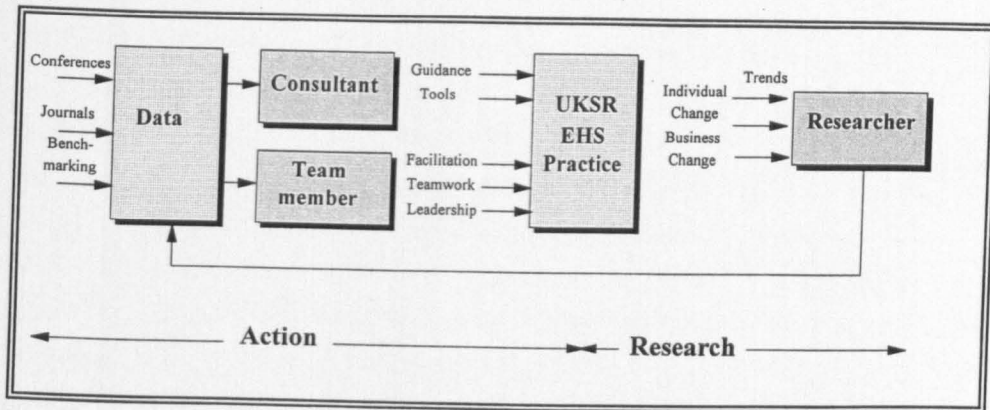 Conferences
Journals
Bench-
marking
Data
Consultant
Team
member
Guidance
Tools
Facilitation
Teamwork
Leadership
UKSR
EHS
Practice
Trends
Individual
Change
Business
Change
Researcher
Action
Research